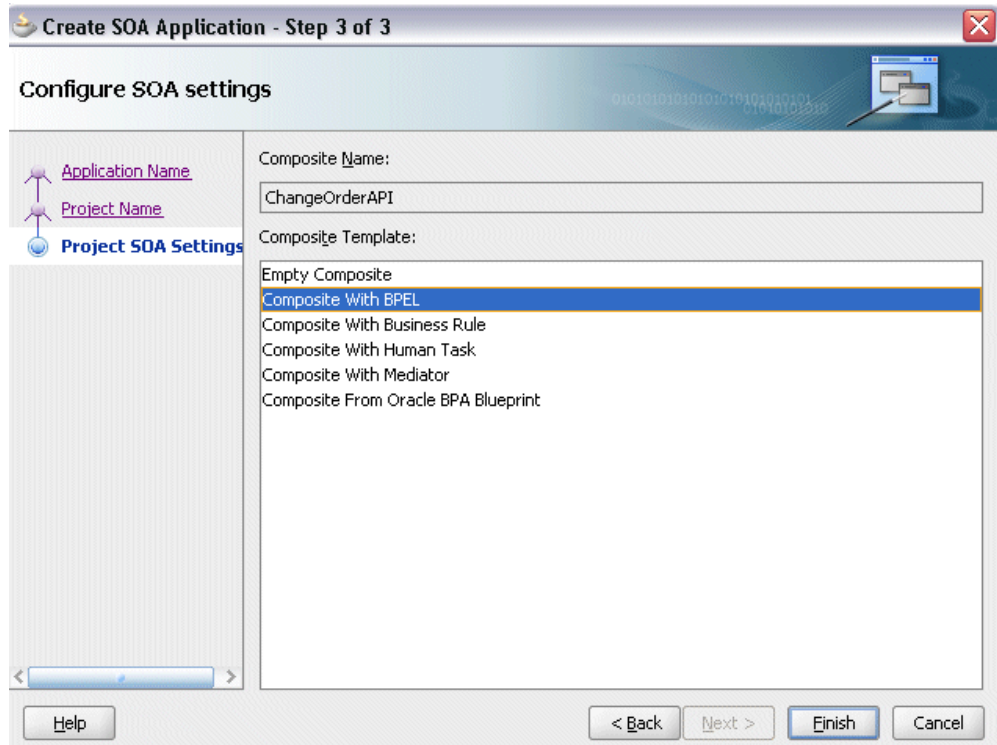 Create SOA Application - Step 3 of 3
Configure SOA settings
Application Name
Project Name
Project SOA Settings
Composite Name:
ChangeOrderAPI
Composite Template:
Empty Composite
Composite With BPEL
Composite With Business Rule
Composite With Human Task
Composite With Mediator
Composite From Oracle BPA Blueprint
Help
< Back
Next >
Finish
Cancel